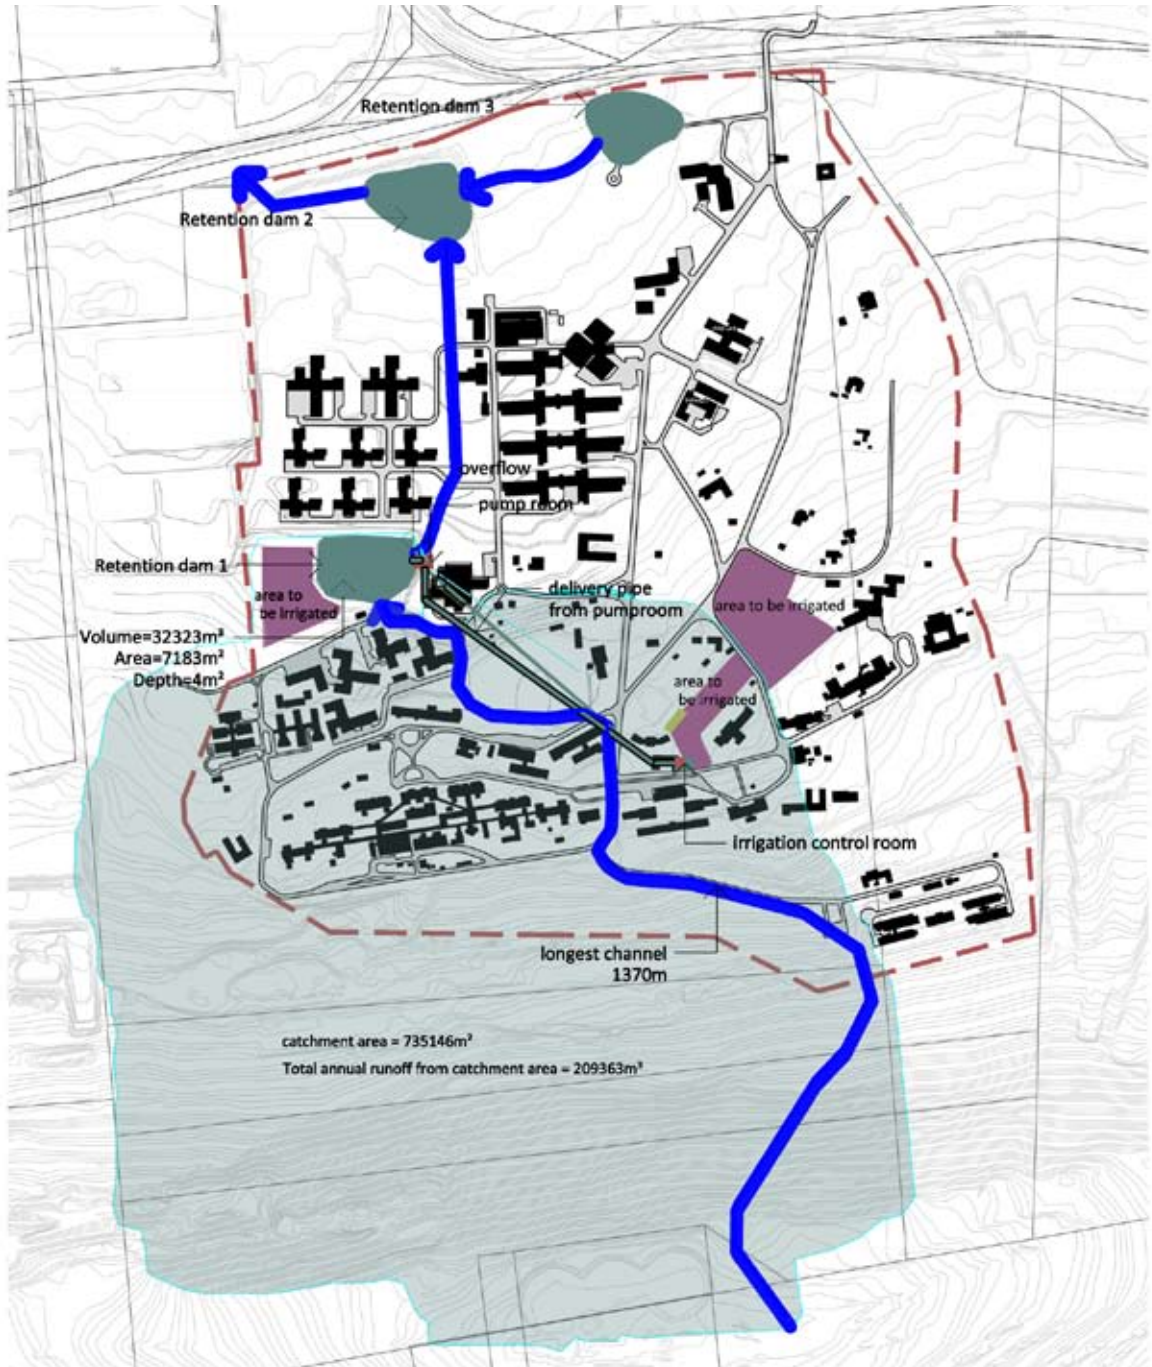 Retention dam 3
Retention dam 2
overflow
pump room
Retention dam 1
delivery pipe
from pumproom
area to
be irrigated
area to be irrigated
Volume=32323m³
Area=7183m²
Depth=4m²
area to
be irrigated
irrigation control room
longest channel
1370m
catchment area = 735146m²
Total annual runoff from catchment area = 209363m³